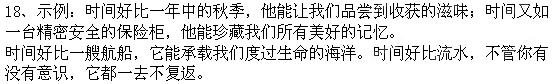 18、示例：时间好比一年中的秋季，他能让我们品尝到收获的滋味；时间又如
一台精密安全的保险柜，他能珍藏我们所有美好的记忆。
时间好比一艘航船，它能承载我们度过生命的海洋。时间好比流水，不管你有
没有意识，它都一去不复返。